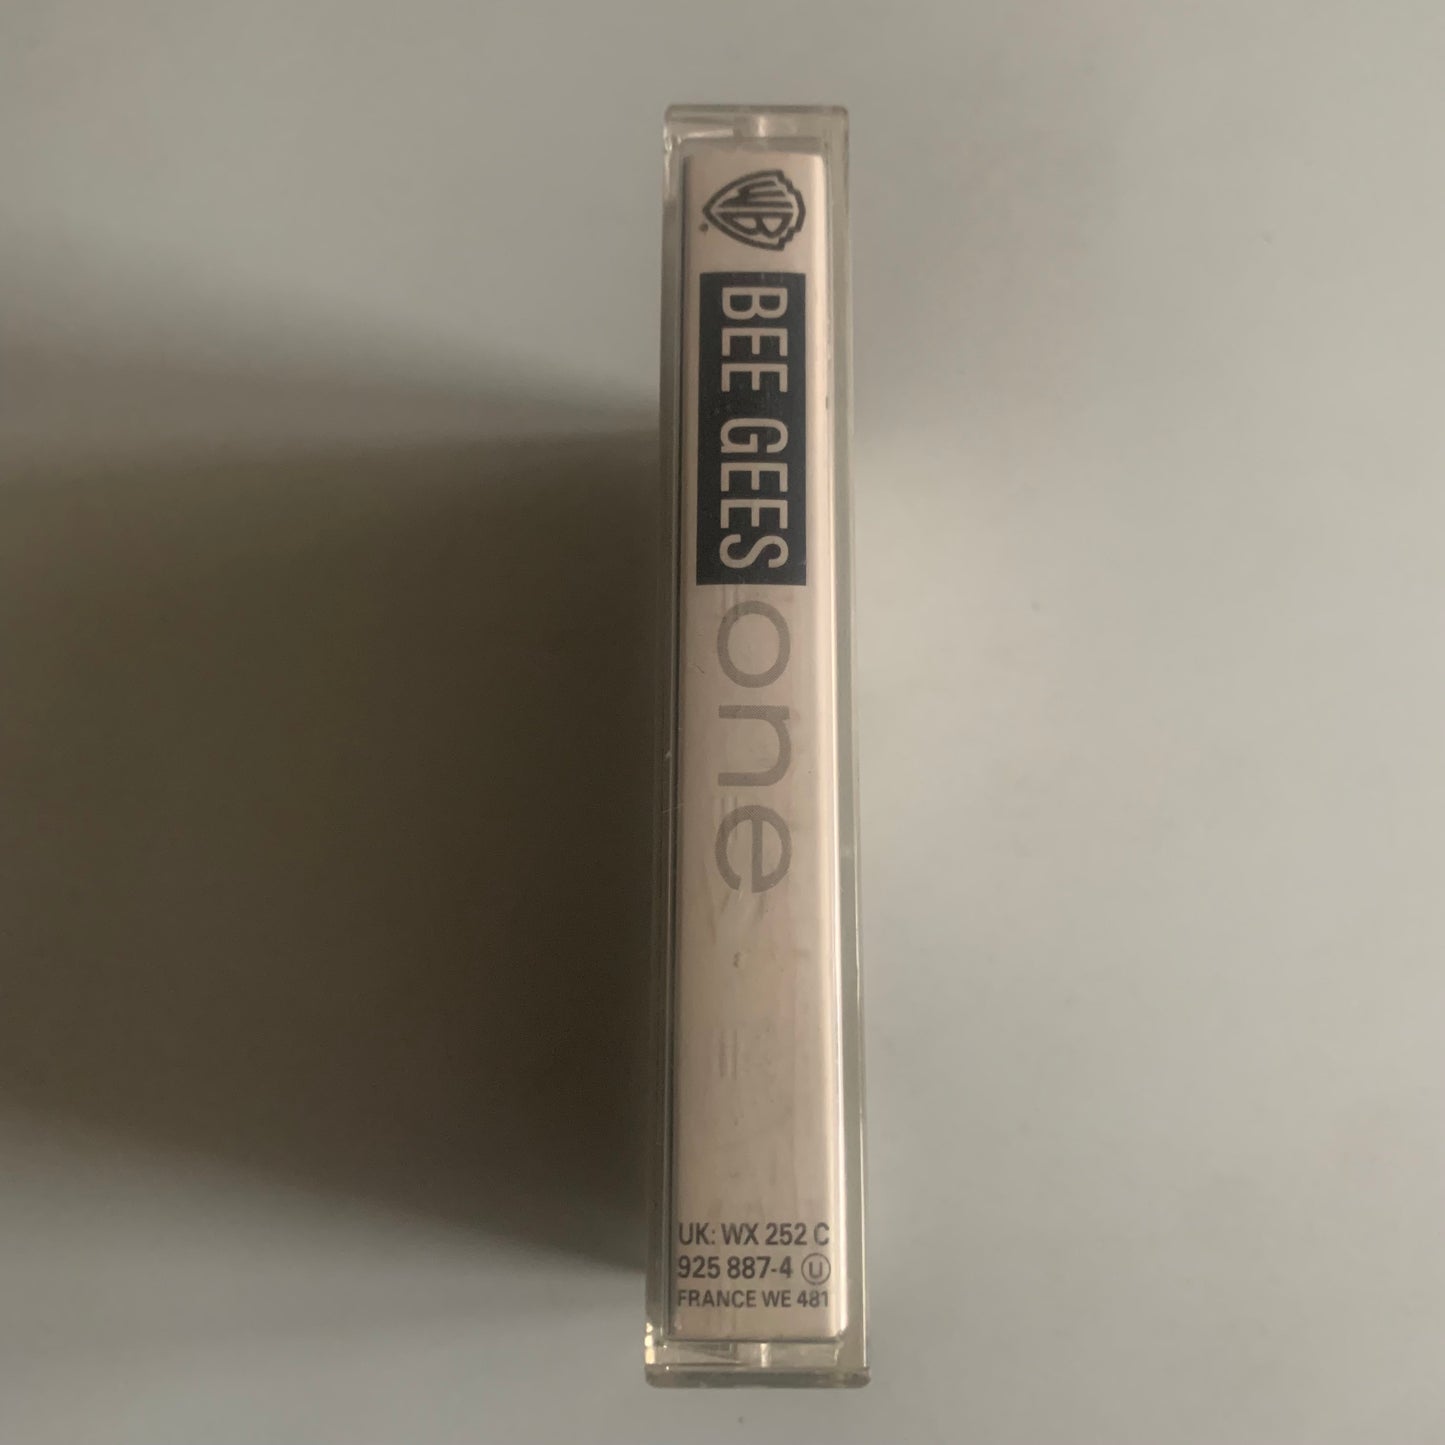 WB
BEE GEES
one
UK: WX 252 C
925 887-4 U
FRANCE WE 481